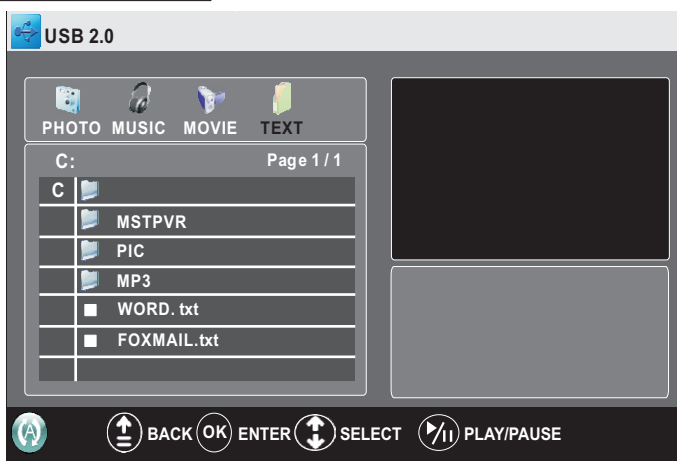 USB 2.0
PHOTO MUSIC MOVIE TEXT
C: Page 1 / 1
C
MSTPVR
PIC
MP3
WORD. txt
FOXMAIL.txt
A BACK OK ENTER SELECT PLAY/PAUSE